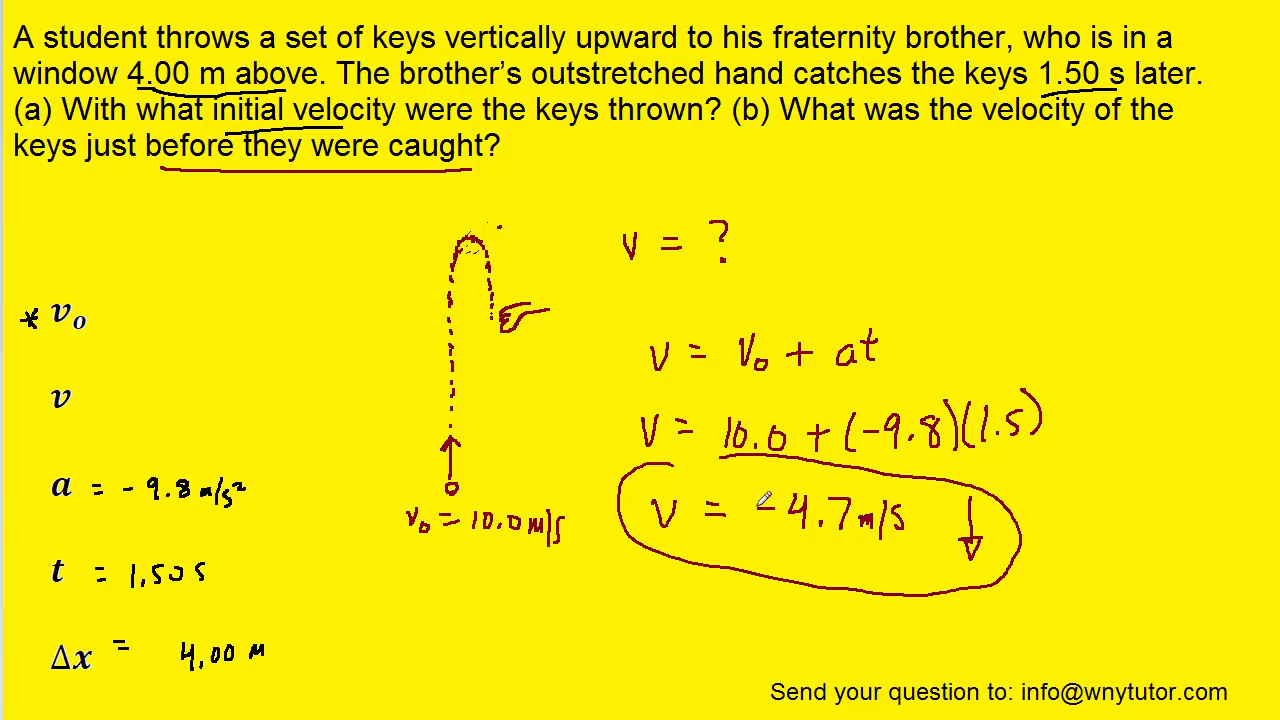 A student throws a set of keys vertically upward to his fraternity brother, who is in a
window 4.00 m above. The brother's outstretched hand catches the keys 1.50 s later.
(a) With what initial velocity were the keys thrown? (b) What was the velocity of the
keys just before they were caught?
v = ?
* v₀
v = v₀ + at
v
v = 10.0 + (-9.8)(1.5)
a = -9.8 m/s²
v = -4.7 m/s
v₀ = 10.0 m/s
t = 1.50 s
Δx = 4.00 m
Send your question to: info@wnytutor.com